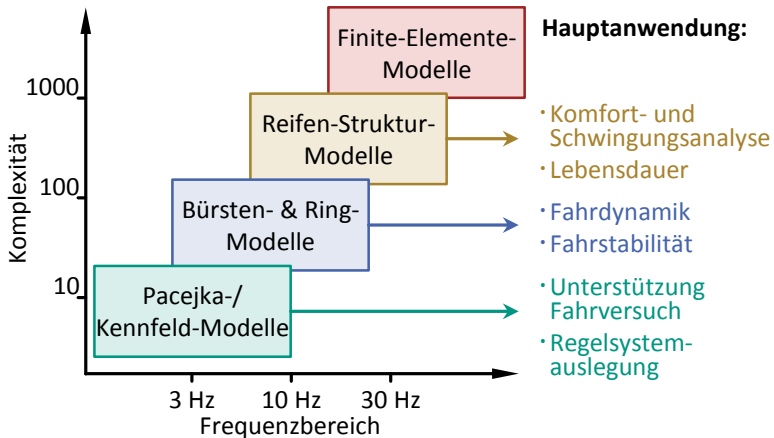 Finite-Elemente-
Modelle
Hauptanwendung:
1000
Reifen-Struktur-
Modelle
· Komfort- und
Schwingungsanalyse
· Lebensdauer
Komplexität
100
Bürsten- & Ring-
Modelle
· Fahrdynamik
· Fahrstabilität
10
Pacejka-/
Kennfeld-Modelle
· Unterstützung
Fahrversuch
· Regelsystem-
auslegung
3 Hz 10 Hz 30 Hz
Frequenzbereich